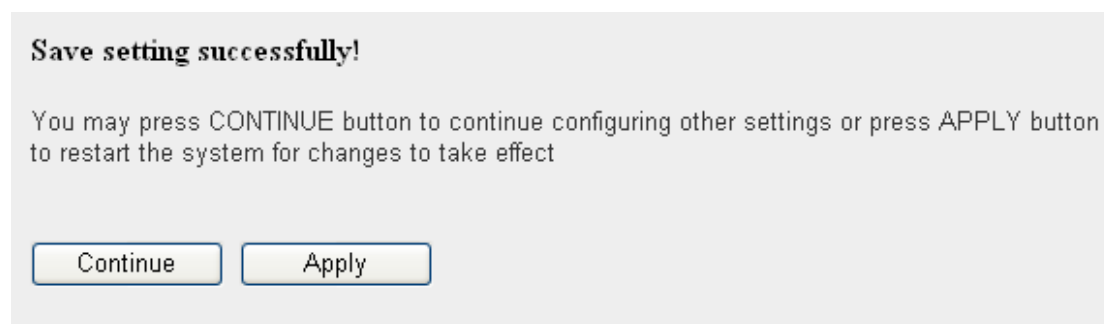 Save setting successfully!
You may press CONTINUE button to continue configuring other settings or press APPLY button
to restart the system for changes to take effect
Continue
Apply